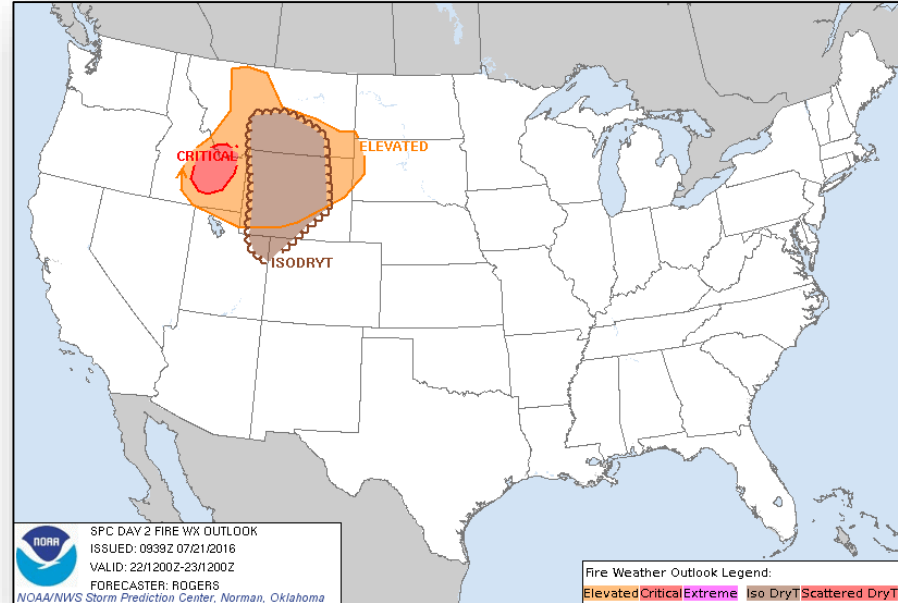 CRITICAL
ELEVATED
ISODRYT
NOAA
SPC DAY 2 FIRE WX OUTLOOK
ISSUED: 0939Z 07/21/2016
VALID: 22/1200Z-23/1200Z
FORECASTER: ROGERS
NOAA/NWS Storm Prediction Center, Norman, Oklahoma
Fire Weather Outlook Legend:
Elevated Critical Extreme Iso DryT Scattered DryT